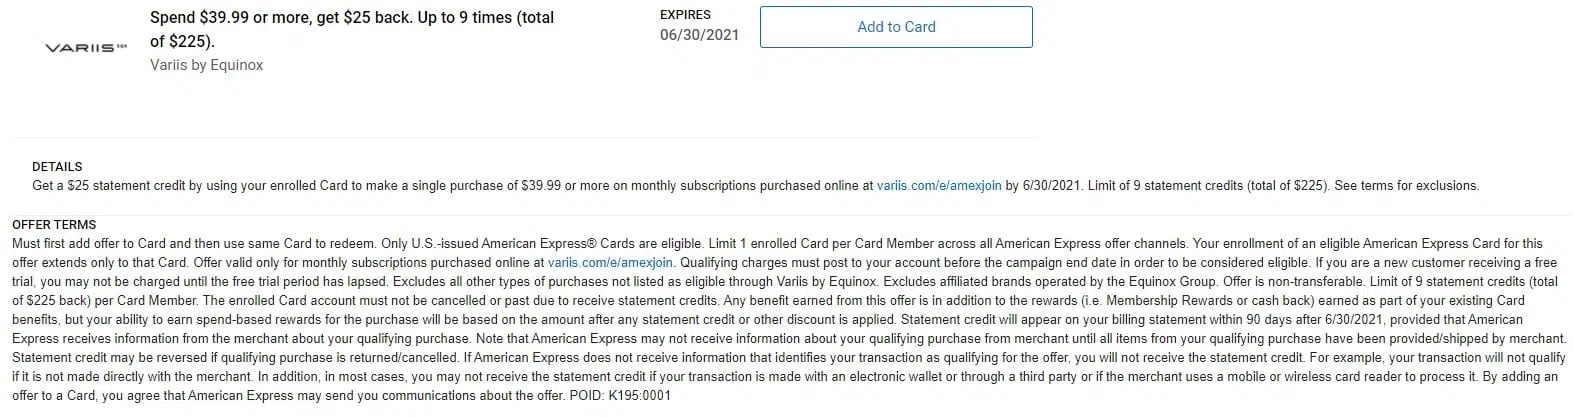 Spend $39.99 or more, get $25 back. Up to 9 times (total
of $225).
Variis by Equinox
VARIIS
EXPIRES
06/30/2021
Add to Card
DETAILS
Get a $25 statement credit by using your enrolled Card to make a single purchase of $39.99 or more on monthly subscriptions purchased online at variis.com/e/amexjoin by 6/30/2021. Limit of 9 statement credits (total of $225). See terms for exclusions.
OFFER TERMS
Must first add offer to Card and then use same Card to redeem. Only U.S.-issued American Express® Cards are eligible. Limit 1 enrolled Card per Card Member across all American Express offer channels. Your enrollment of an eligible American Express Card for this
offer extends only to that Card. Offer valid only for monthly subscriptions purchased online at variis.com/e/amexjoin. Qualifying charges must post to your account before the campaign end date in order to be considered eligible. If you are a new customer receiving a free
trial, you may not be charged until the free trial period has lapsed. Excludes all other types of purchases not listed as eligible through Variis by Equinox. Excludes affiliated brands operated by the Equinox Group. Offer is non-transferable. Limit of 9 statement credits (total
of $225 back) per Card Member. The enrolled Card account must not be cancelled or past due to receive statement credits. Any benefit earned from this offer is in addition to the rewards (i.e. Membership Rewards or cash back) earned as part of your existing Card
benefits, but your ability to earn spend-based rewards for the purchase will be based on the amount after any statement credit or other discount is applied. Statement credit will appear on your billing statement within 90 days after 6/30/2021, provided that American
Express receives information from the merchant about your qualifying purchase. Note that American Express may not receive information about your qualifying purchase from merchant until all items from your qualifying purchase have been provided/shipped by merchant.
Statement credit may be reversed if qualifying purchase is returned/cancelled. If American Express does not receive information that identifies your transaction as qualifying for the offer, you will not receive the statement credit. For example, your transaction will not qualify
if it is not made directly with the merchant. In addition, in most cases, you may not receive the statement credit if your transaction is made with an electronic wallet or through a third party or if the merchant uses a mobile or wireless card reader to process it. By adding an
offer to a Card, you agree that American Express may send you communications about the offer. POID: K195:0001